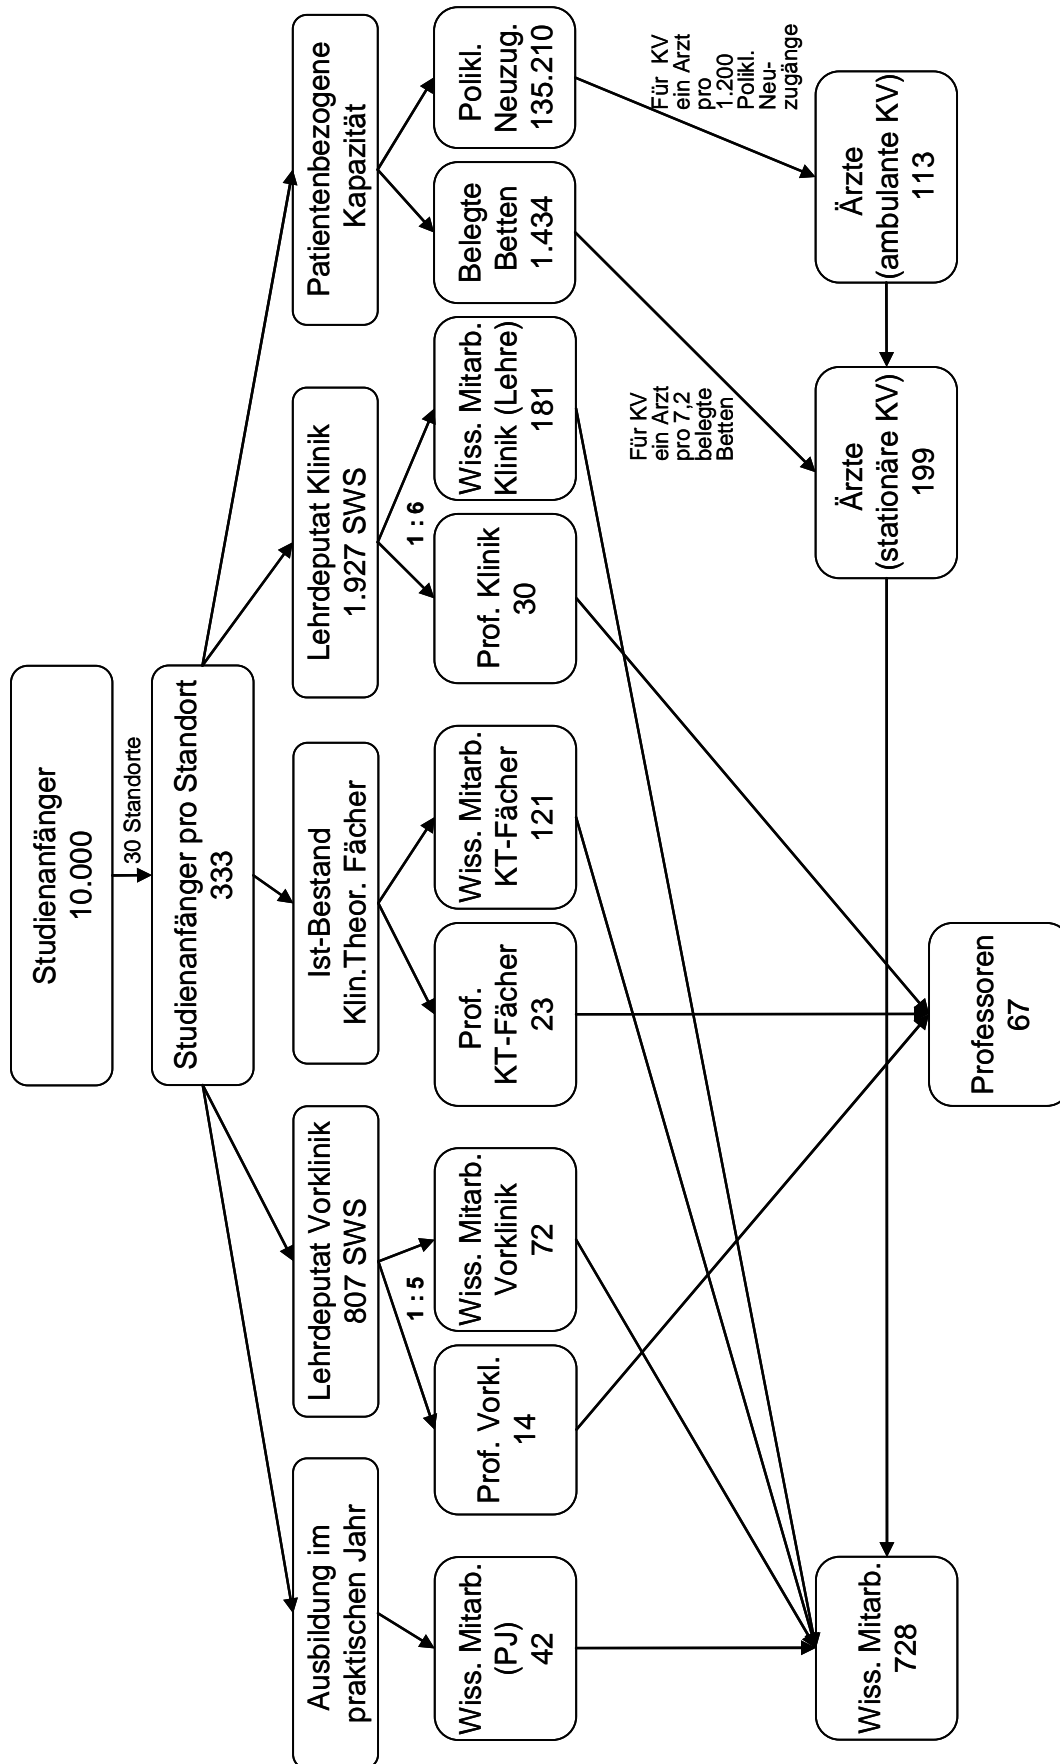 Studienanfänger
10.000
30 Standorte
Studienanfänger pro Standort
333
Ausbildung im
praktischen Jahr
Lehrdeputat Vorklinik
807 SWS
Ist-Bestand
Klin.Theor. Fächer
Lehrdeputat Klinik
1.927 SWS
Patientenbezogene
Kapazität
1 : 5
1 : 6
Wiss. Mitarb.
(PJ)
42
Prof. Vorkl.
14
Wiss. Mitarb.
Vorklinik
72
Prof.
KT-Fächer
23
Wiss. Mitarb.
KT-Fächer
121
Prof. Klinik
30
Wiss. Mitarb.
Klinik (Lehre)
181
Belegte
Betten
1.434
Polikl.
Neuzug.
135.210
Für KV
ein Arzt
pro 7,2
belegte
Betten
Für KV
ein Arzt
pro
1.200
Polikl.
Neu-
zugänge
Wiss. Mitarb.
728
Ärzte
(stationäre KV)
199
Ärzte
(ambulante KV)
113
Professoren
67